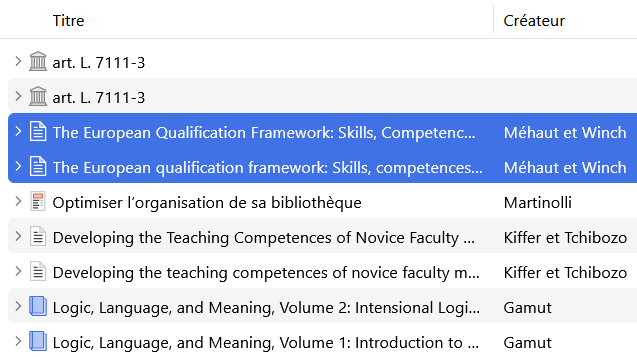 Titre Créateur
art. L. 7111-3
art. L. 7111-3
The European Qualification Framework: Skills, Competenc... Méhaut et Winch
The European qualification framework: Skills, competences... Méhaut et Winch
Optimiser l’organisation de sa bibliothèque Martinolli
Developing the Teaching Competences of Novice Faculty ... Kiffer et Tchibozo
Developing the teaching competences of novice faculty m... Kiffer et Tchibozo
Logic, Language, and Meaning, Volume 2: Intensional Logi... Gamut
Logic, Language, and Meaning, Volume 1: Introduction to ... Gamut